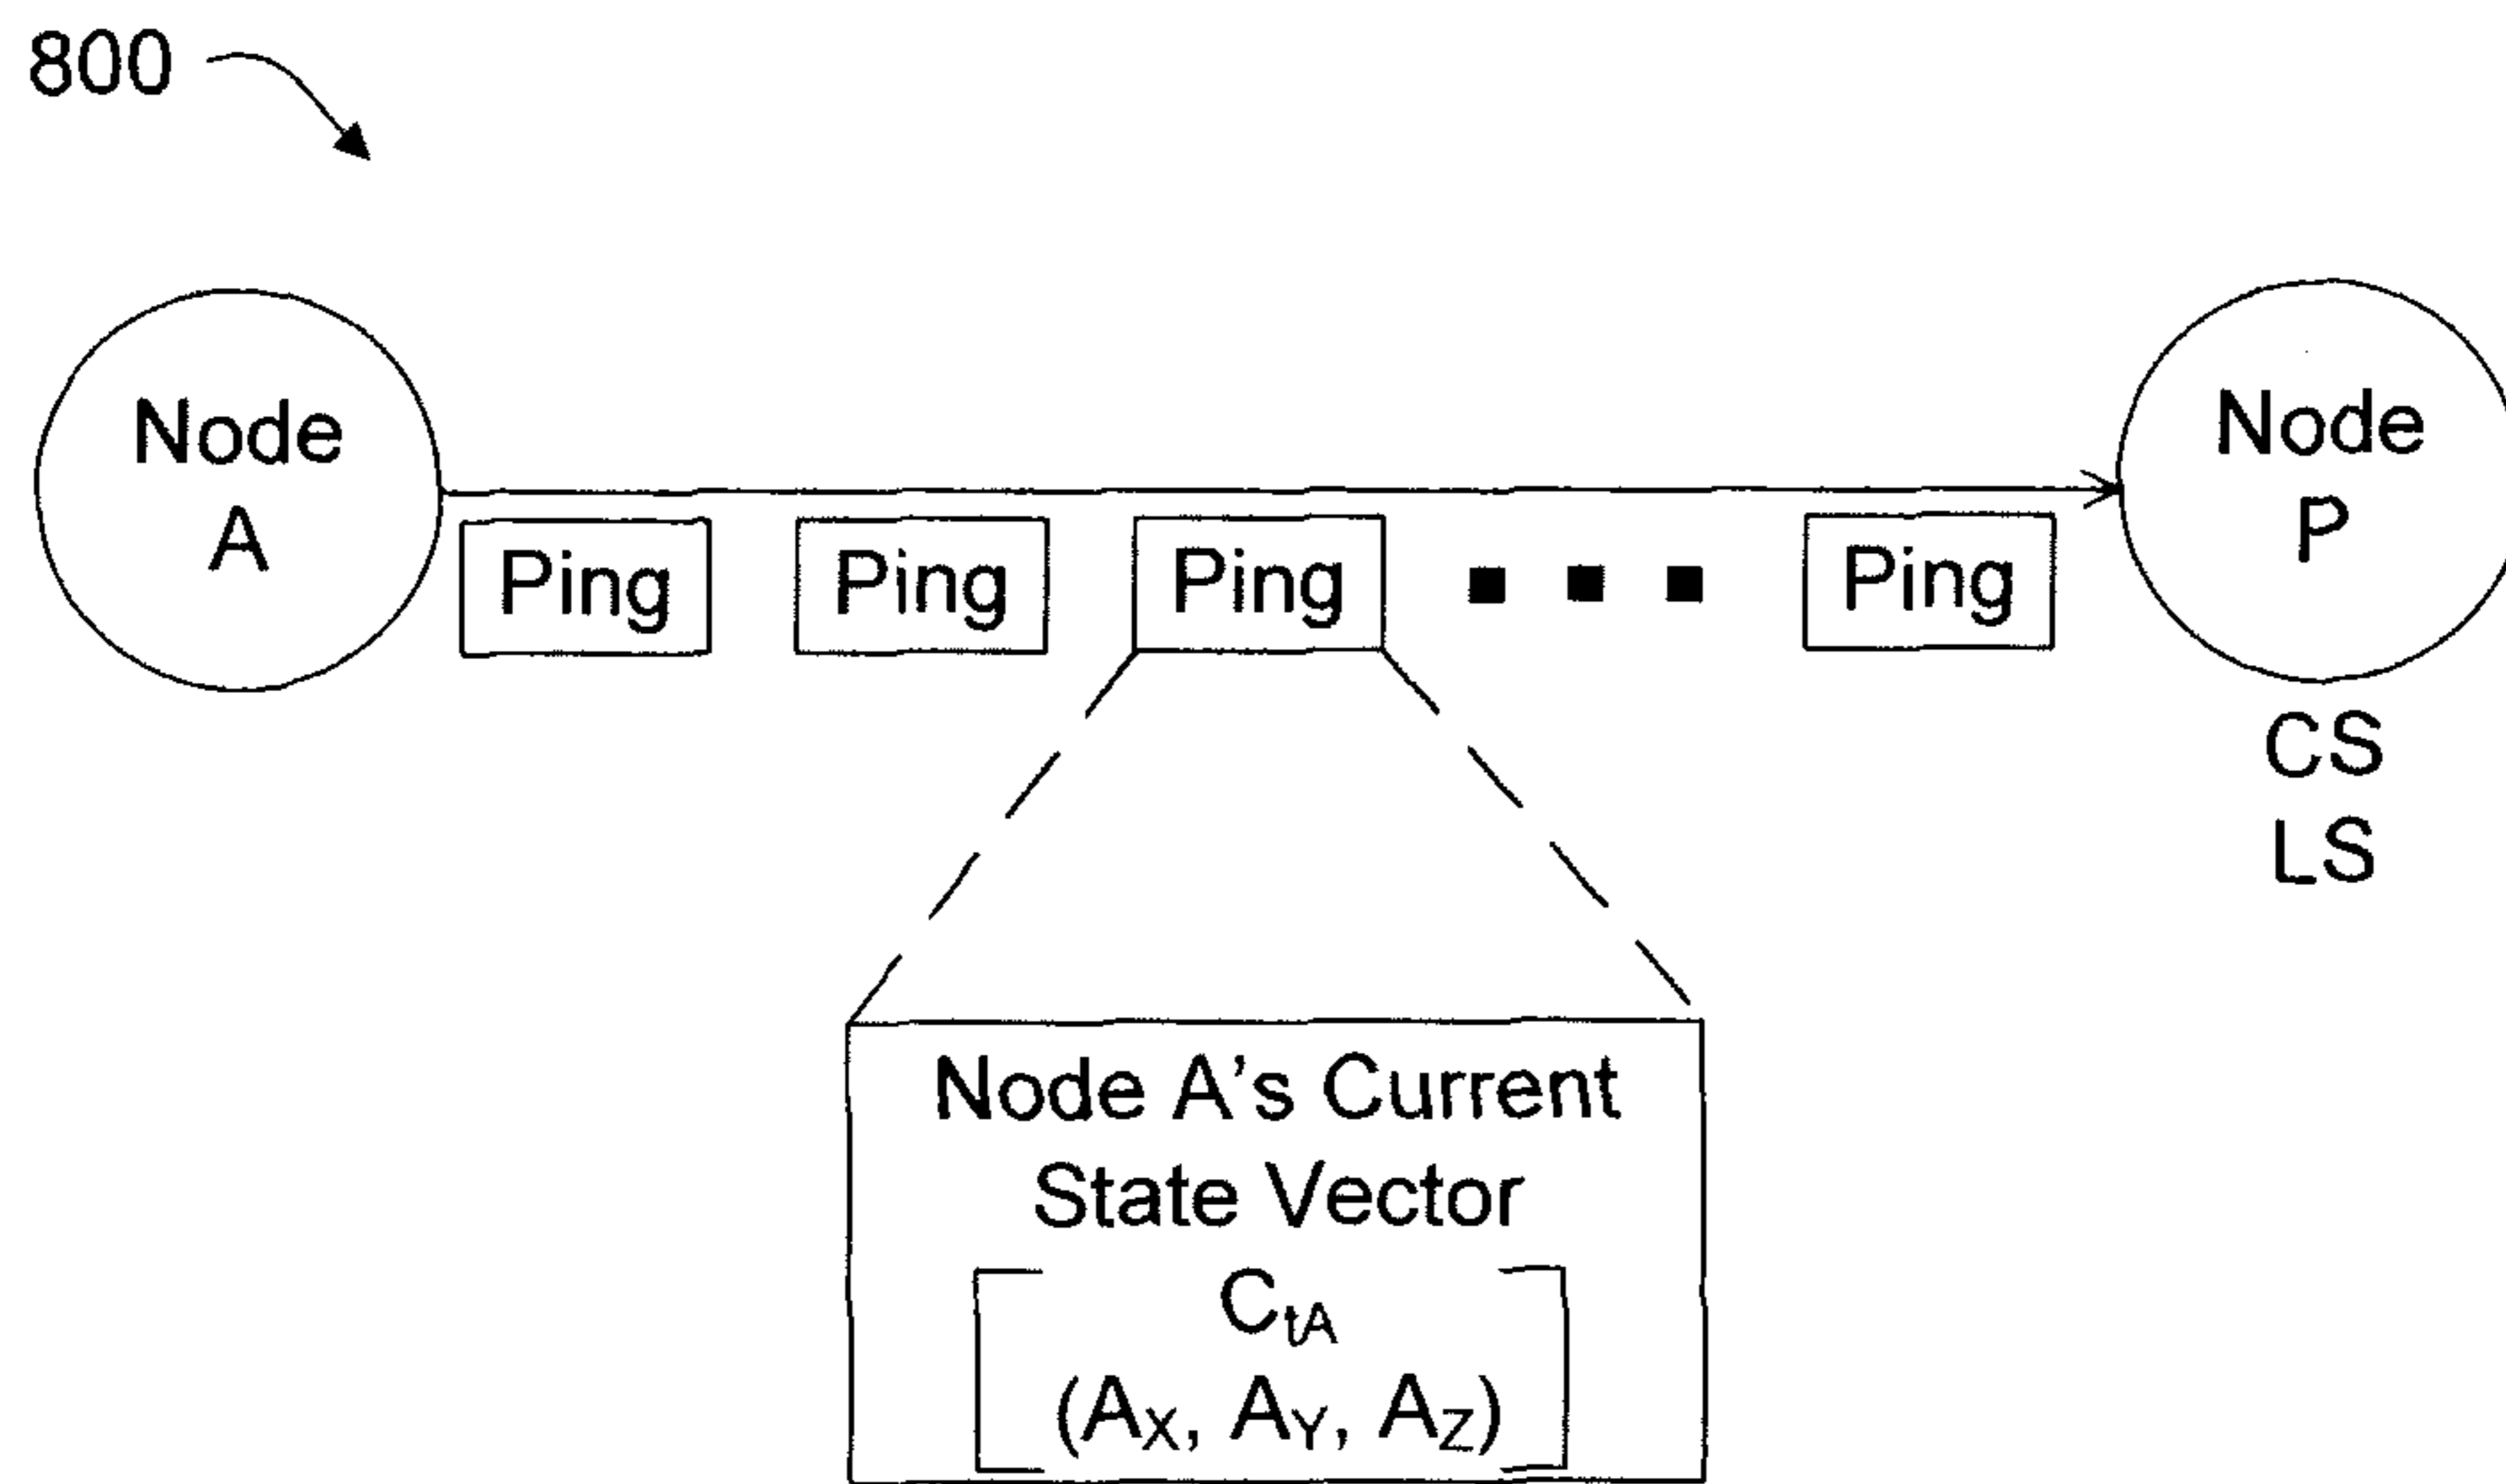 800
Node
A
Node
P
Ping
Ping
Ping
Ping
CS
LS
Node A's Current
State Vector
CtA
(AX, AY, AZ)